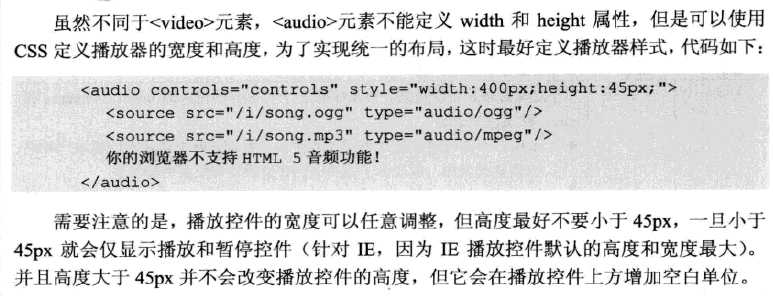 虽然不同于<video>元素，<audio>元素不能定义 width 和 height 属性，但是可以使用
CSS 定义播放器的宽度和高度，为了实现统一的布局，这时最好定义播放器样式，代码如下：
<audio controls="controls" style="width:400px;height:45px;">
<source src="/i/song.ogg" type="audio/ogg"/>
<source src="/i/song.mp3" type="audio/mpeg"/>
你的浏览器不支持 HTML 5 音频功能！
</audio>
需要注意的是，播放控件的宽度可以任意调整，但高度最好不要小于 45px，一旦小于
45px 就会仅显示播放和暂停控件（针对 IE，因为 IE 播放控件默认的高度和宽度最大）。
并且高度大于 45px 并不会改变播放控件的高度，但它会在播放控件上方增加空白单位。